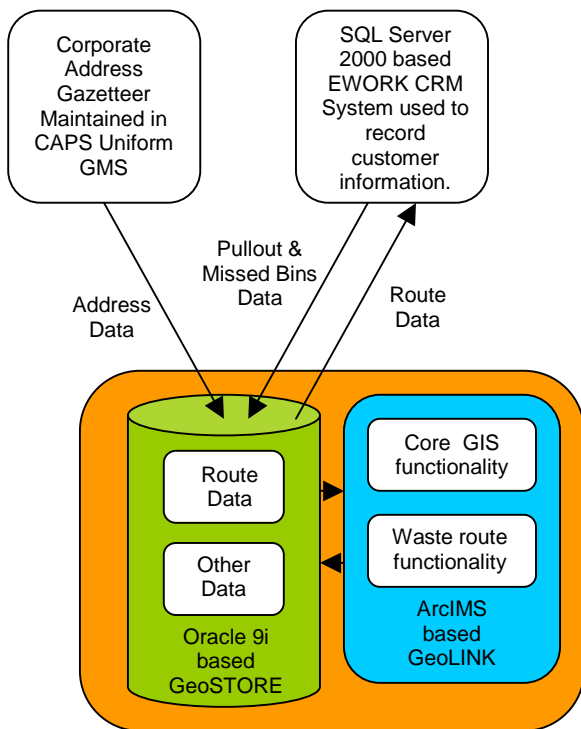 Corporate
Address
Gazetteer
Maintained in
CAPS Uniform
GMS
SQL Server
2000 based
EWORK CRM
System used to
record
customer
information.
Address
Data
Pullout &
Missed Bins
Data
Route
Data
Route
Data
Other
Data
Oracle 9i
based
GeoSTORE
Core GIS
functionality
Waste route
functionality
ArcIMS
based
GeoLINK